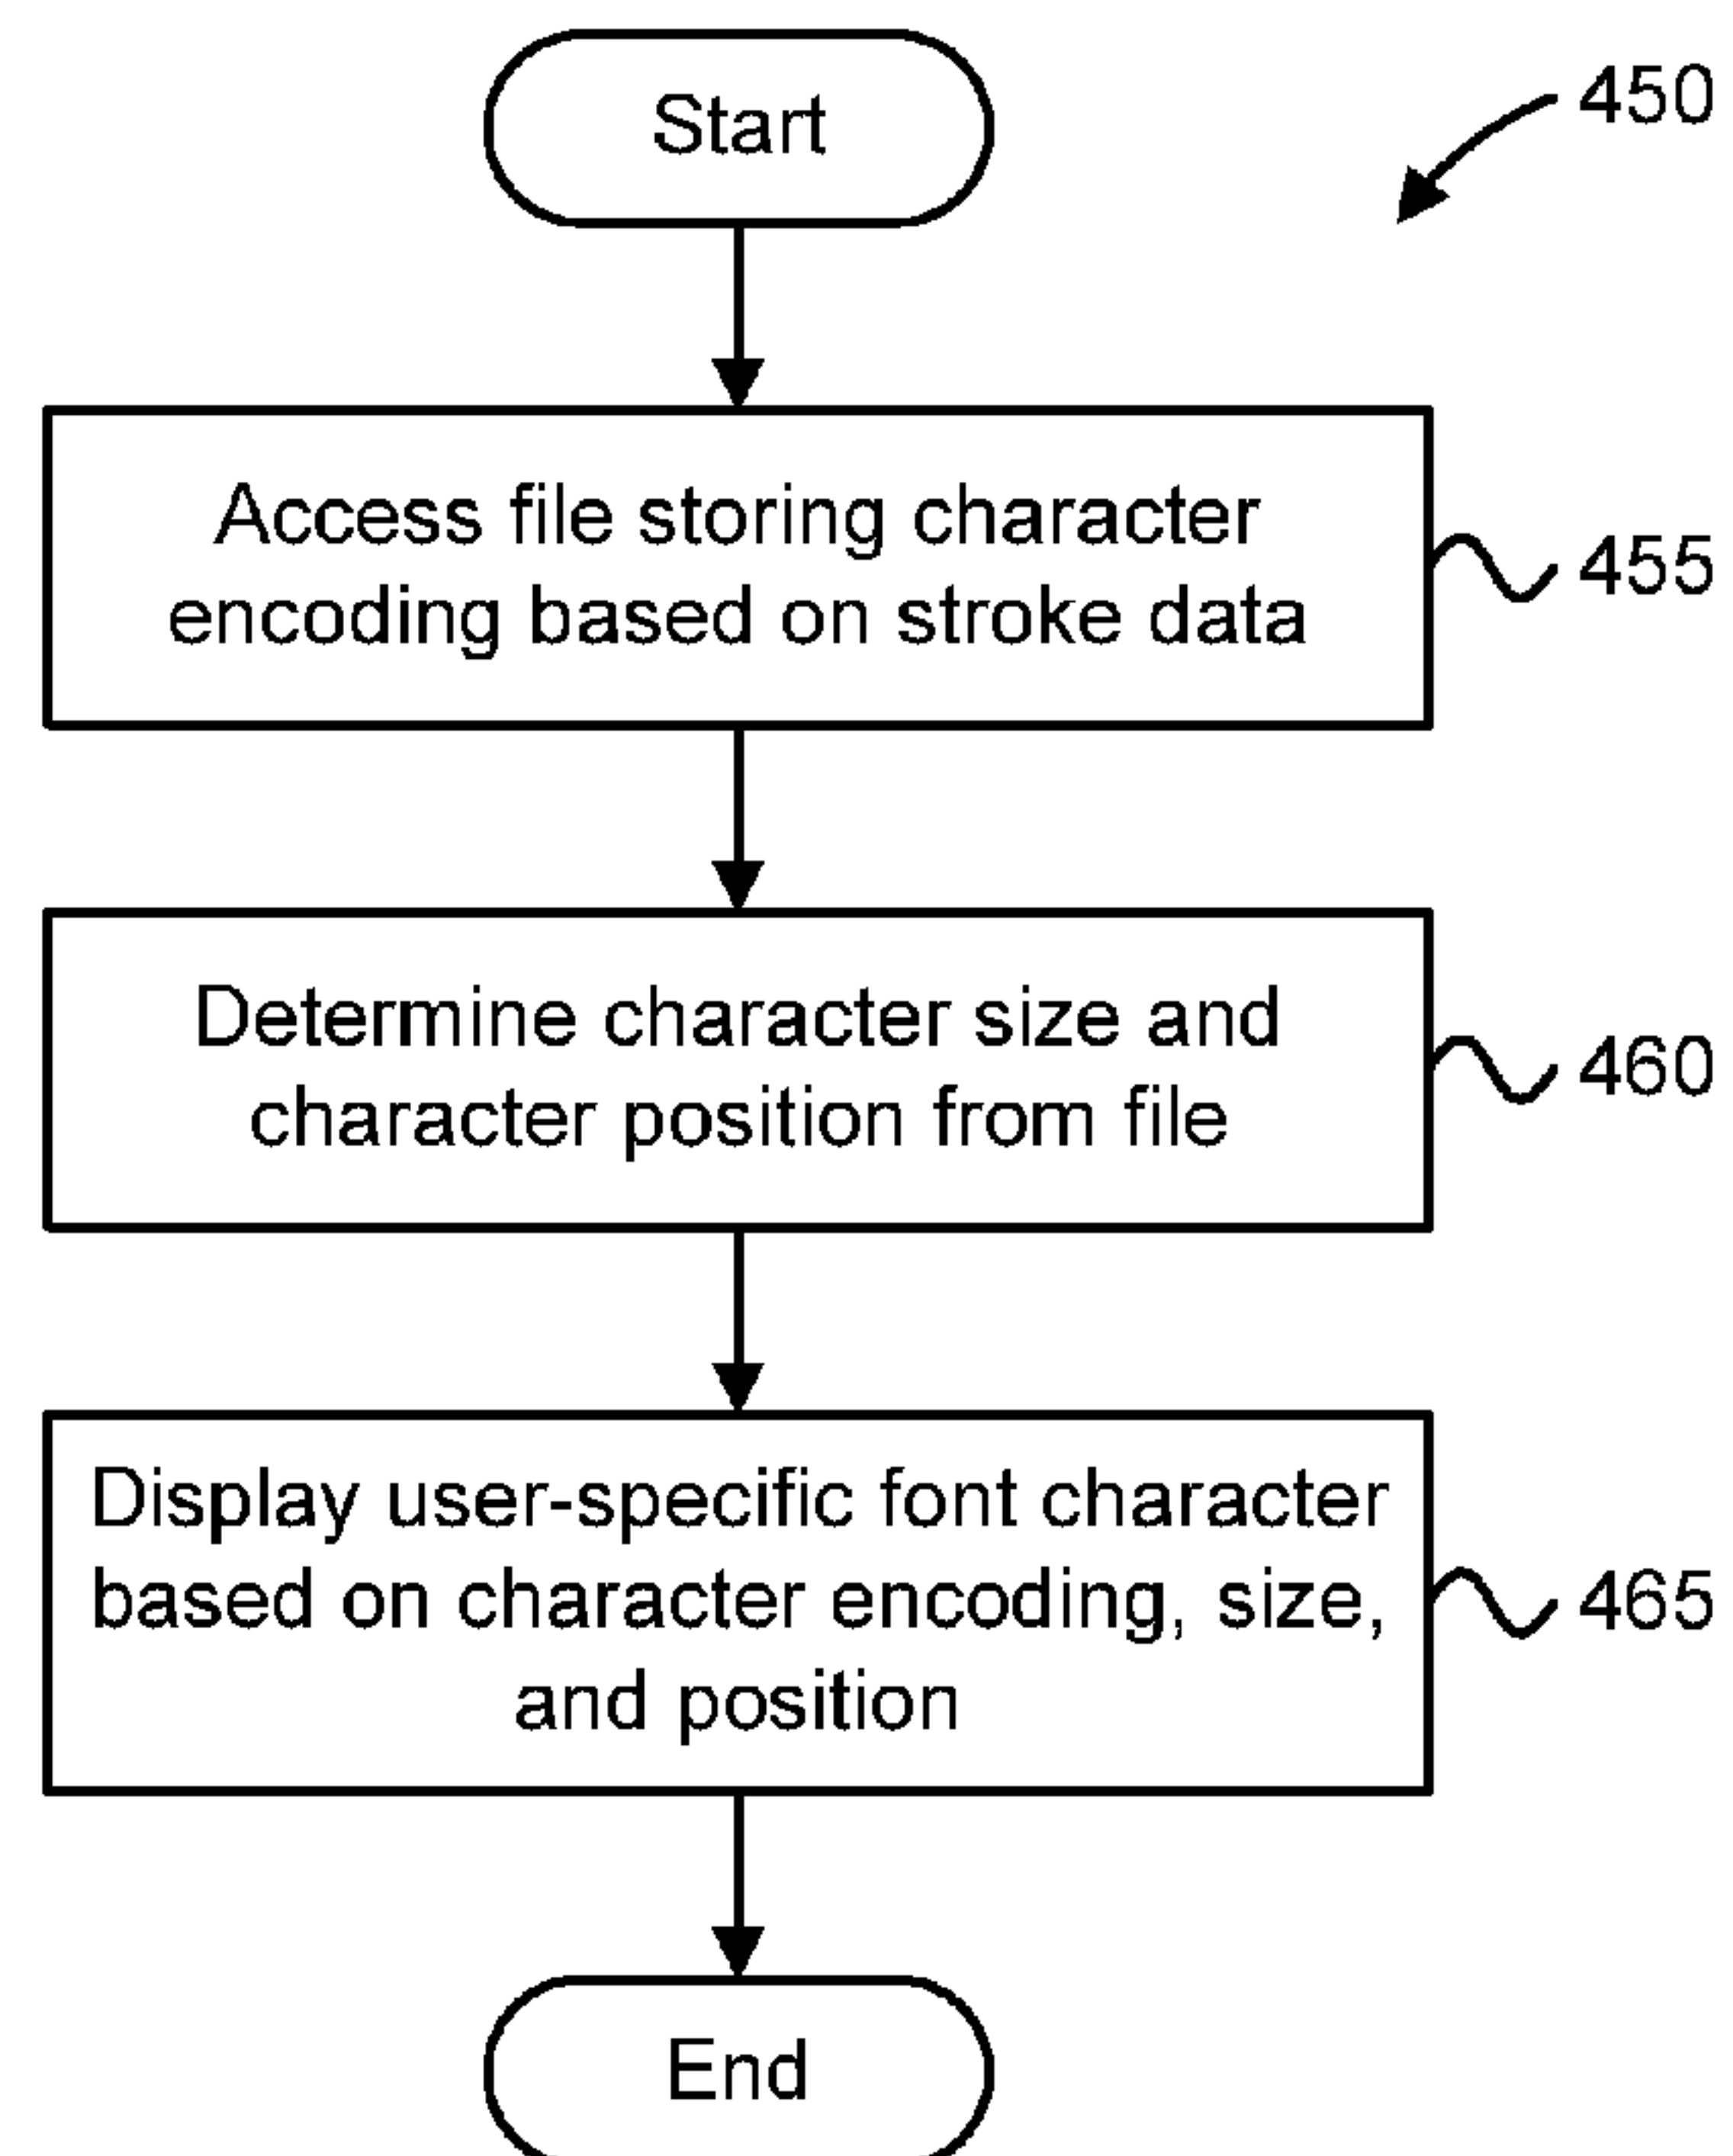 Start
450
Access file storing character
encoding based on stroke data
455
Determine character size and
character position from file
460
Display user-specific font character
based on character encoding, size,
and position
465
End